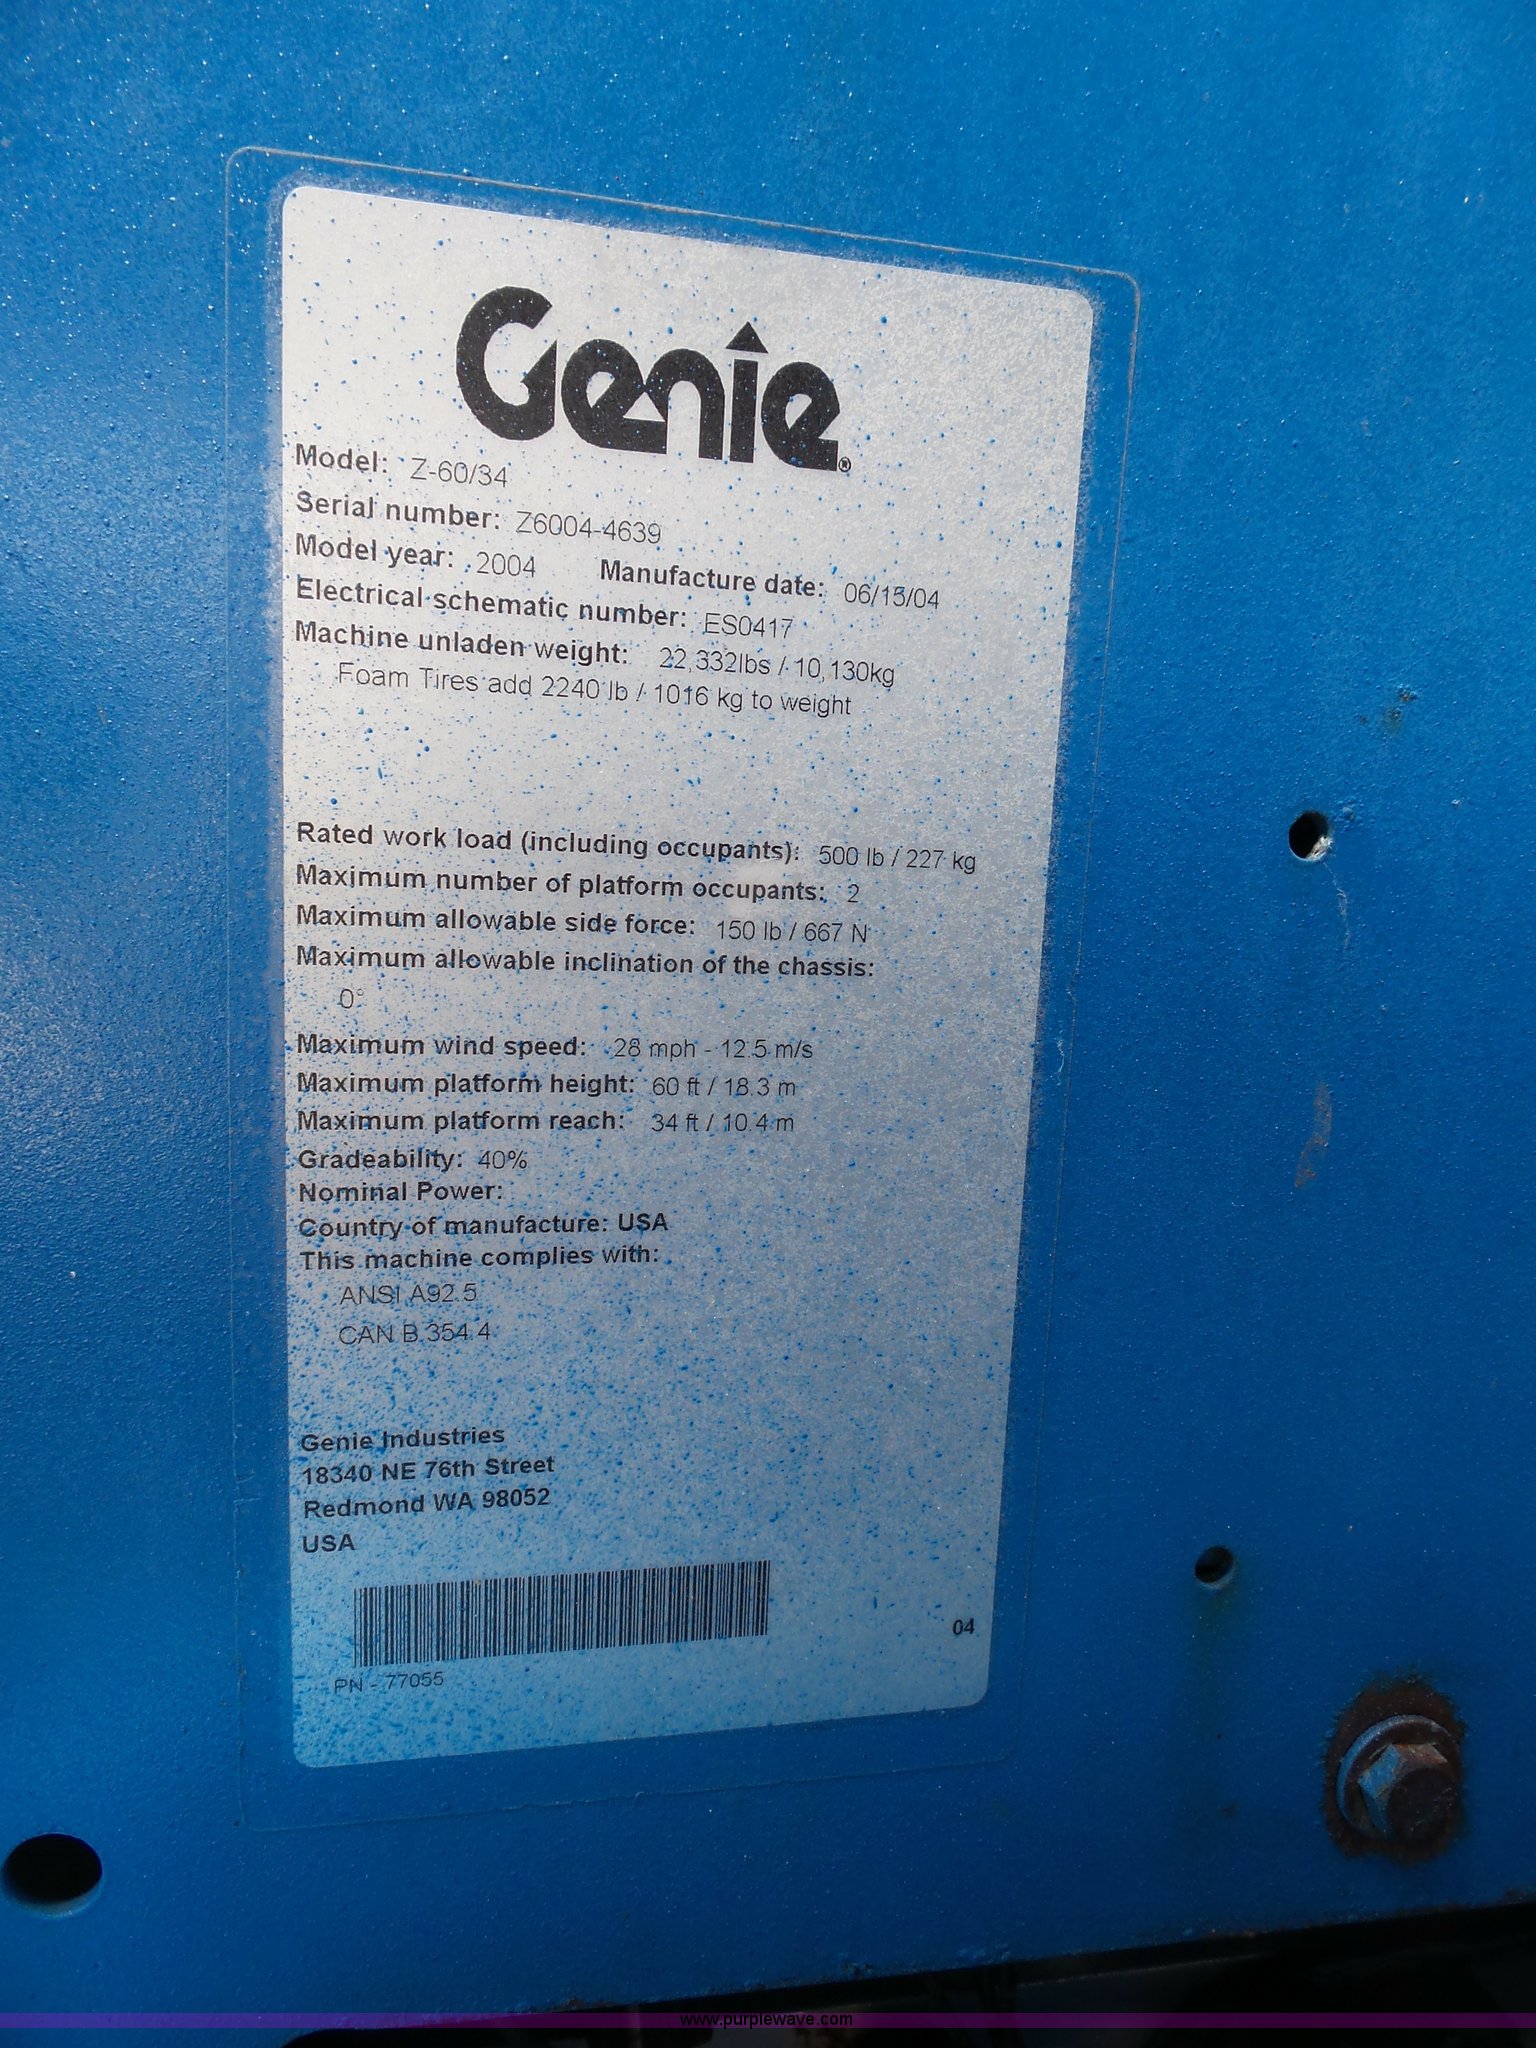 Genie®
Model: Z-60/34
Serial number: Z6004-4639
Model year: 2004 Manufacture date: 06/15/04
Electrical schematic number: ES0417
Machine unladen weight: 22,332lbs / 10,130kg
Foam Tires add 2240 lb / 1016 kg to weight
Rated work load (including occupants): 500 lb / 227 kg
Maximum number of platform occupants: 2
Maximum allowable side force: 150 lb / 667 N
Maximum allowable inclination of the chassis:
0°
Maximum wind speed: 28 mph - 12.5 m/s
Maximum platform height: 60 ft / 18.3 m
Maximum platform reach: 34 ft / 10.4 m
Gradeability: 40%
Nominal Power:
Country of manufacture: USA
This machine complies with:
ANSI A92.5
CAN B.354.4
Genie Industries
18340 NE 76th Street
Redmond WA 98052
USA
04
PN - 77055
www.purplewave.com